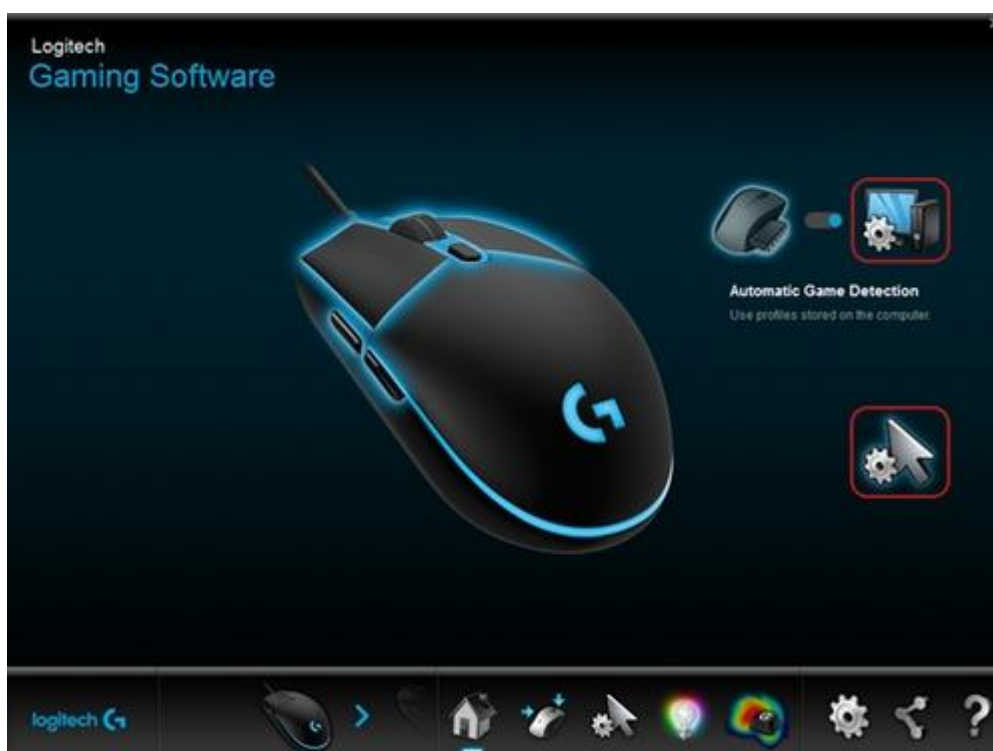 Logitech
Gaming Software
Automatic Game Detection
Use profiles stored on the computer.
logitech G